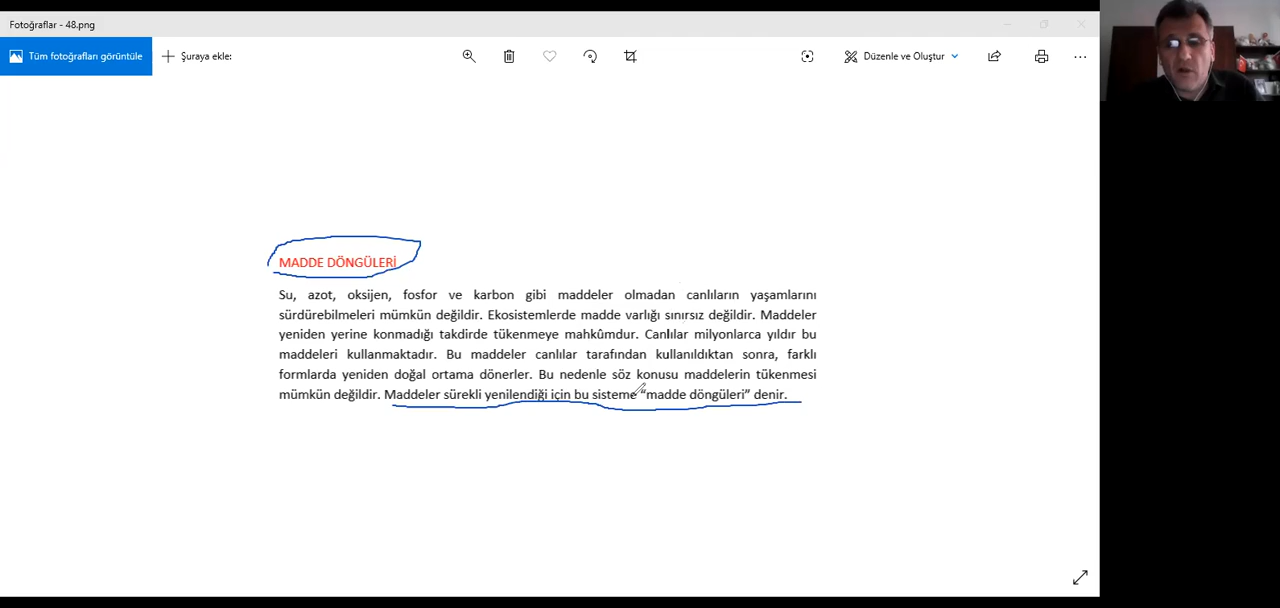 Fotoğraflar - 48.png
Tüm fotoğrafları görüntüle
Şuraya ekle:
Düzenle ve Oluştur
MADDE DÖNGÜLERİ
Su, azot, oksijen, fosfor ve karbon gibi maddeler olmadan canlıların yaşamlarını
sürdürebilmeleri mümkün değildir. Ekosistemlerde madde varlığı sınırsız değildir. Maddeler
yeniden yerine konmadığı takdirde tükenmeye mahkûmdur. Canlılar milyonlarca yıldır bu
maddeleri kullanmaktadır. Bu maddeler canlılar tarafından kullanıldıktan sonra, farklı
formlarda yeniden doğal ortama dönerler. Bu nedenle söz konusu maddelerin tükenmesi
mümkün değildir. Maddeler sürekli yenilendiği için bu sisteme “madde döngüleri” denir.